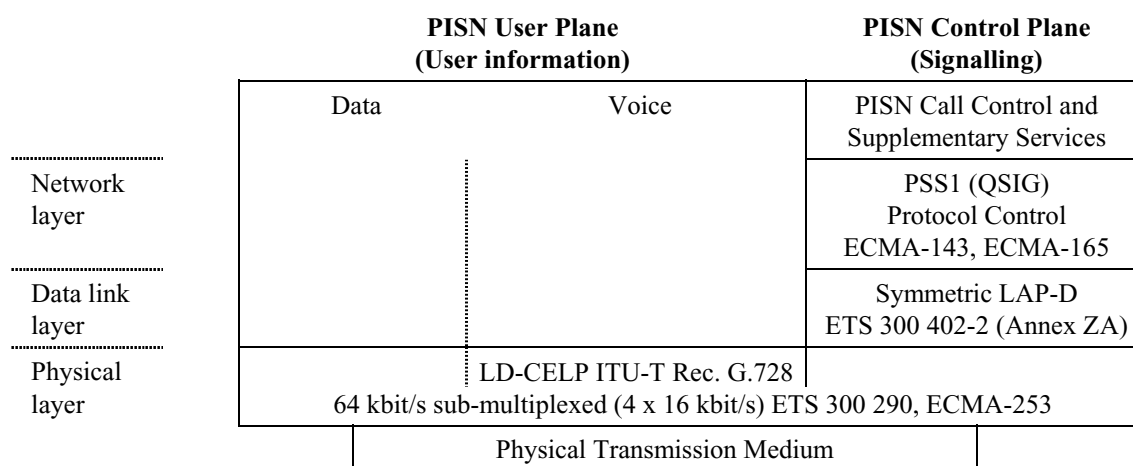 PISN User Plane
(User information)
PISN Control Plane
(Signalling)
Data
Voice
PISN Call Control and
Supplementary Services
Network
layer
PSS1 (QSIG)
Protocol Control
ECMA-143, ECMA-165
Data link
layer
Symmetric LAP-D
ETS 300 402-2 (Annex ZA)
Physical
layer
LD-CELP ITU-T Rec. G.728
64 kbit/s sub-multiplexed (4 x 16 kbit/s) ETS 300 290, ECMA-253
Physical Transmission Medium